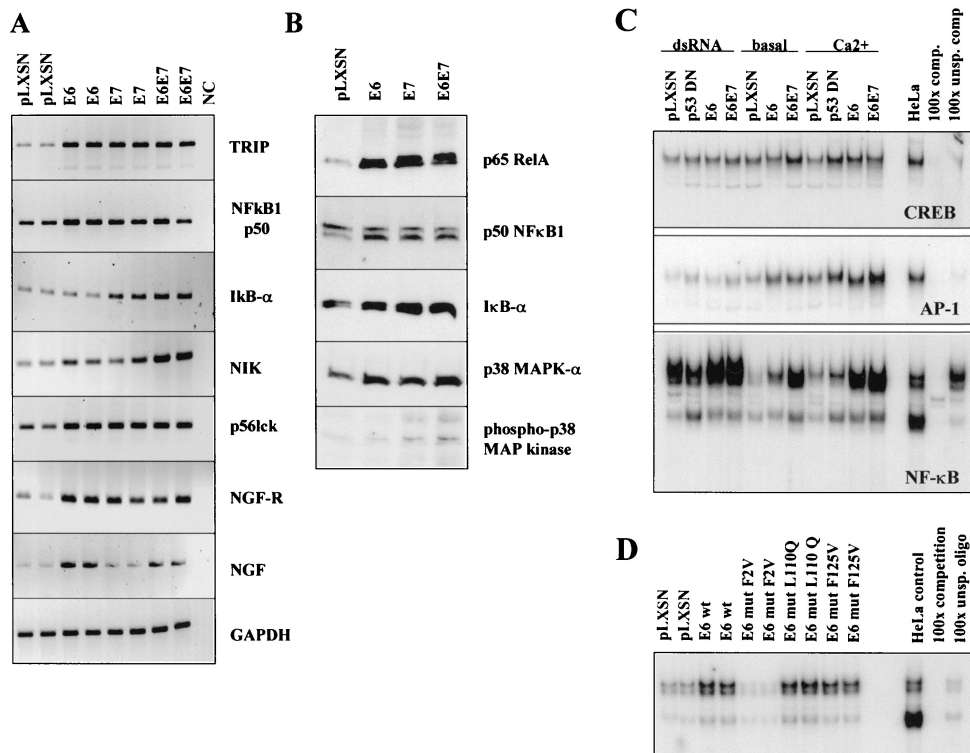 A
pLXSN
pLXSN
E6
E6
E7
E7
E6E7
E6E7
NC
TRIP
NFkB1
p50
IkB-α
NIK
p56lck
NGF-R
NGF
GAPDH
B
pLXSN
E6
E7
E6E7
p65 RelA
p50 NFκB1
IκB-α
p38 MAPK-α
phospho-p38
MAP kinase
C
dsRNA basal Ca2+
pLXSN
p53 DN
E6
E6E7
pLXSN
E6
E6E7
pLXSN
p53 DN
E6
E6E7
HeLa
100x comp.
100x unsp. comp
CREB
AP-1
NF-κB
D
pLXSN
pLXSN
E6 wt
E6 wt
E6 mut F2V
E6 mut F2V
E6 mut L110Q
E6 mut L110 Q
E6 mut F125V
E6 mut F125V
HeLa control
100x competition
100x unsp. oligo